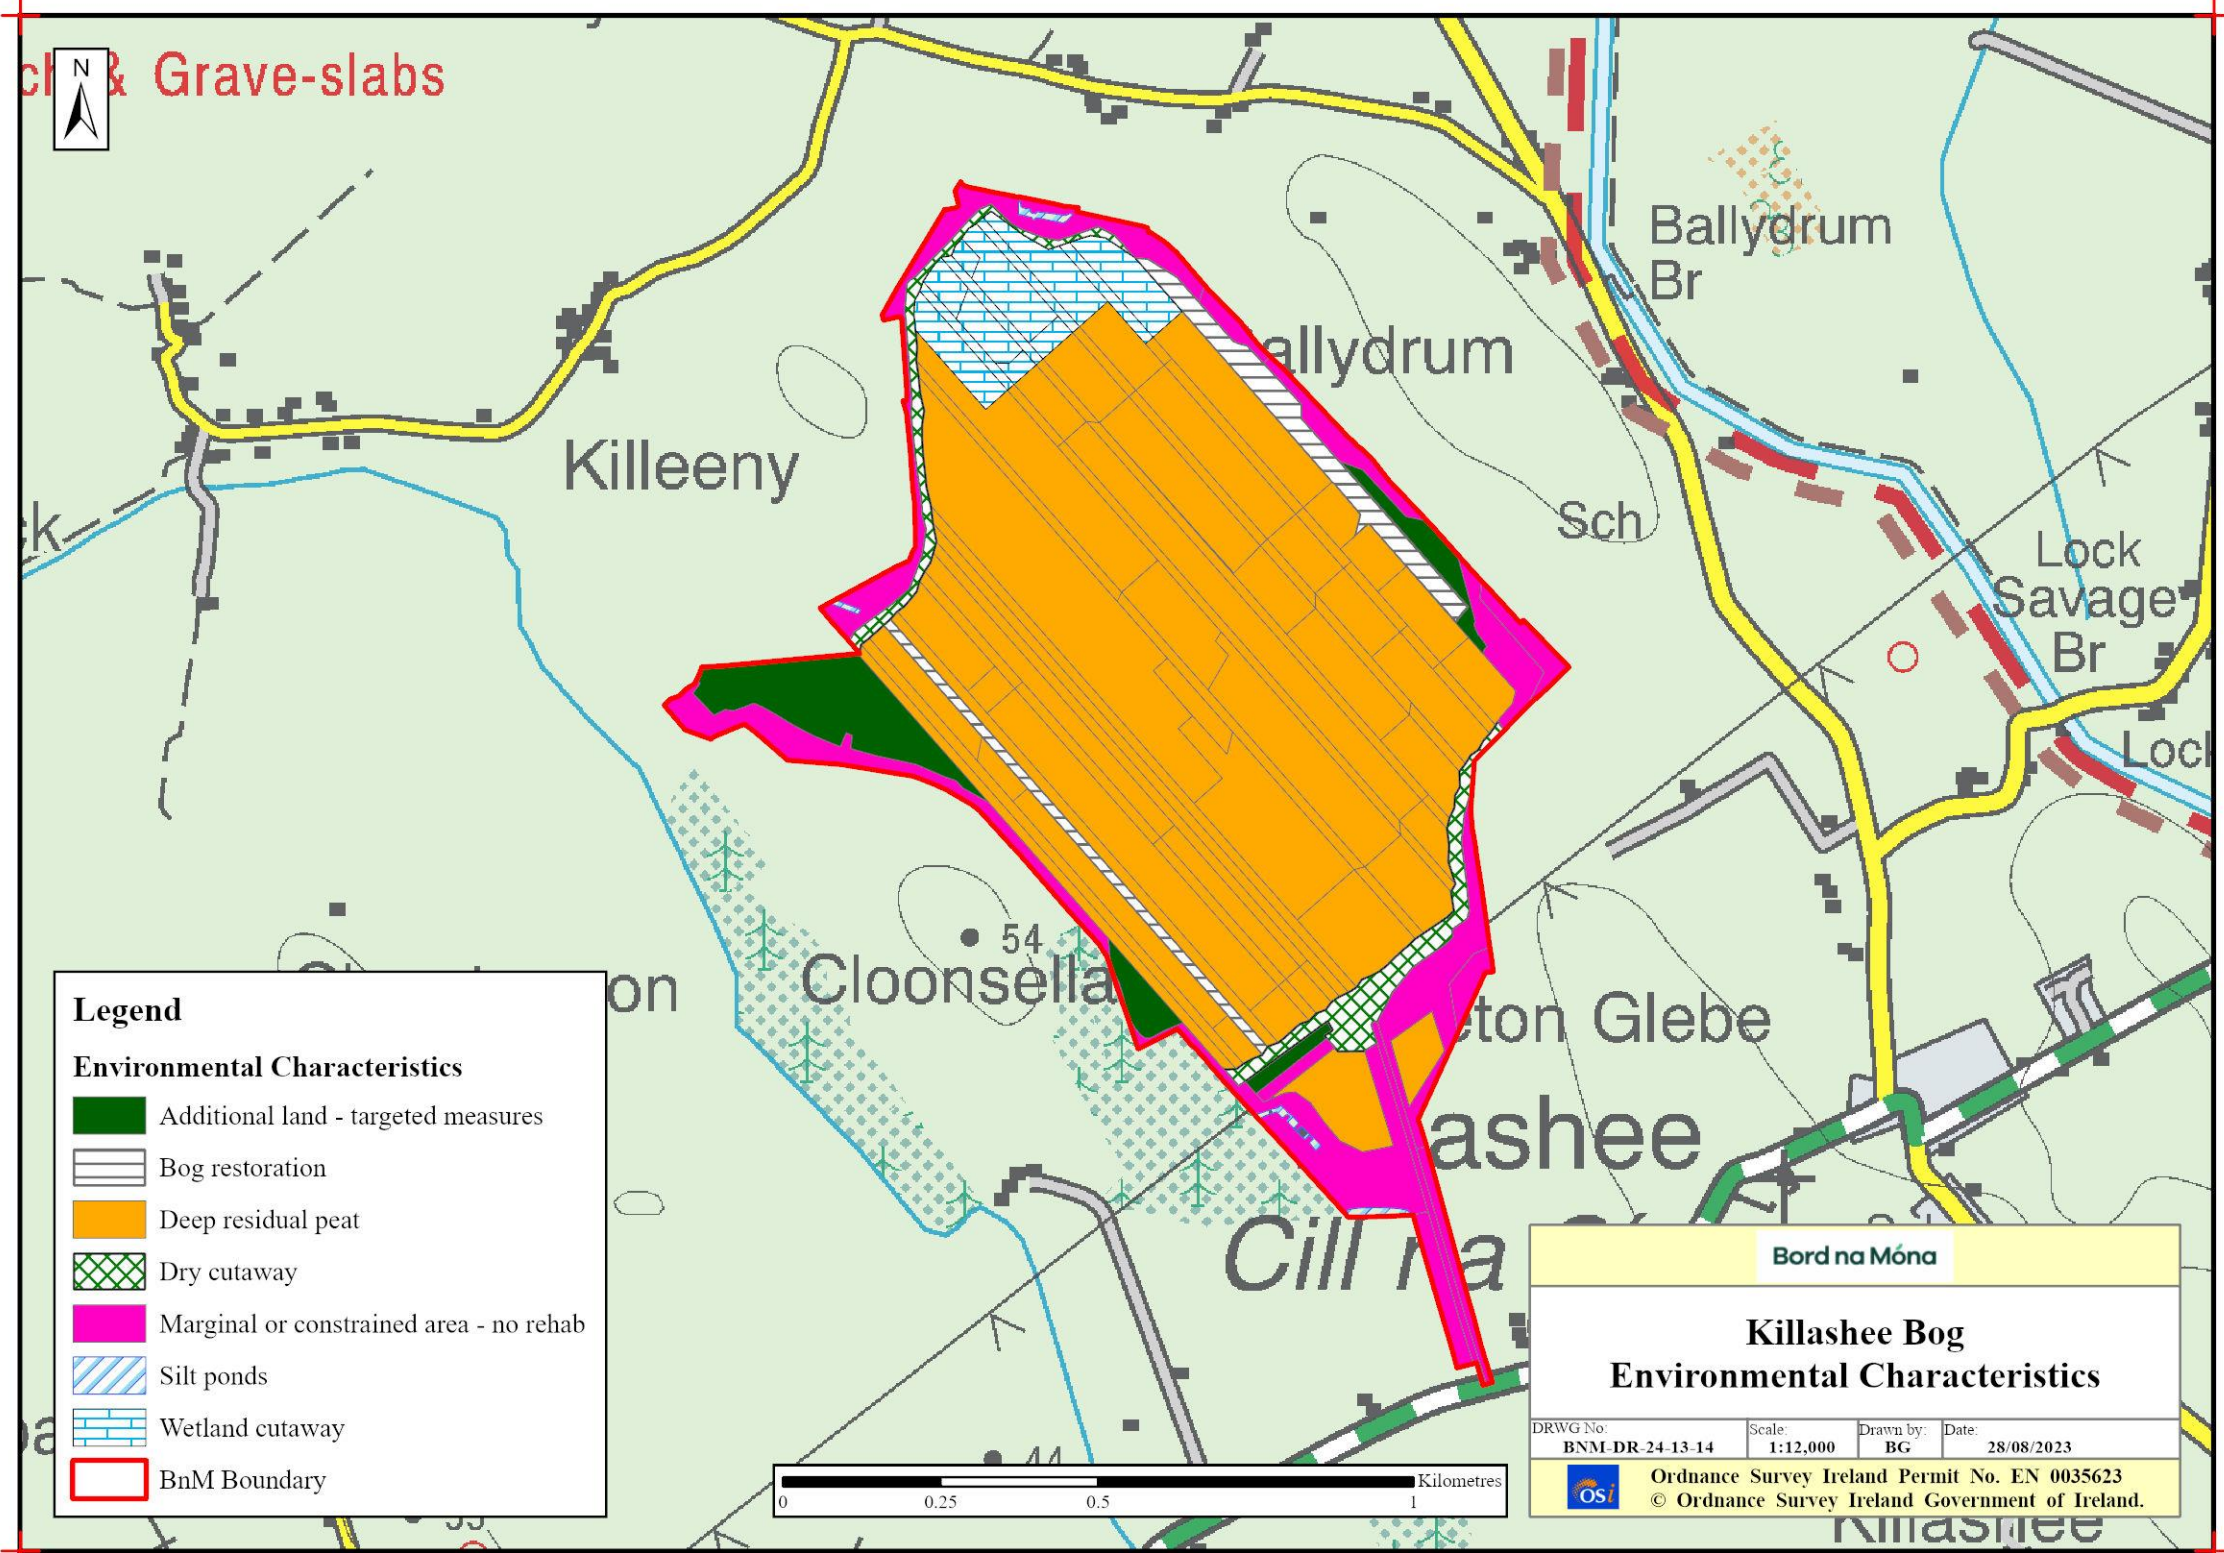 & Grave-slabs
N
Ballydrum
Br
allydrum
Killeeny
Sch
Lock
Savage
Br
Lock
54
Cloonsella
on
eton Glebe
ashee
Cill na
Legend
Environmental Characteristics
Additional land - targeted measures
Bog restoration
Deep residual peat
Dry cutaway
Marginal or constrained area - no rehab
Silt ponds
Wetland cutaway
BnM Boundary
44
Kilometres
0 0.25 0.5 1
Bord na Móna
Killashee Bog
Environmental Characteristics
DRWG No: Scale: Drawn by: Date:
BNM-DR-24-13-14 1:12,000 BG 28/08/2023
OSi
Ordnance Survey Ireland Permit No. EN 0035623
© Ordnance Survey Ireland Government of Ireland.
Killashee